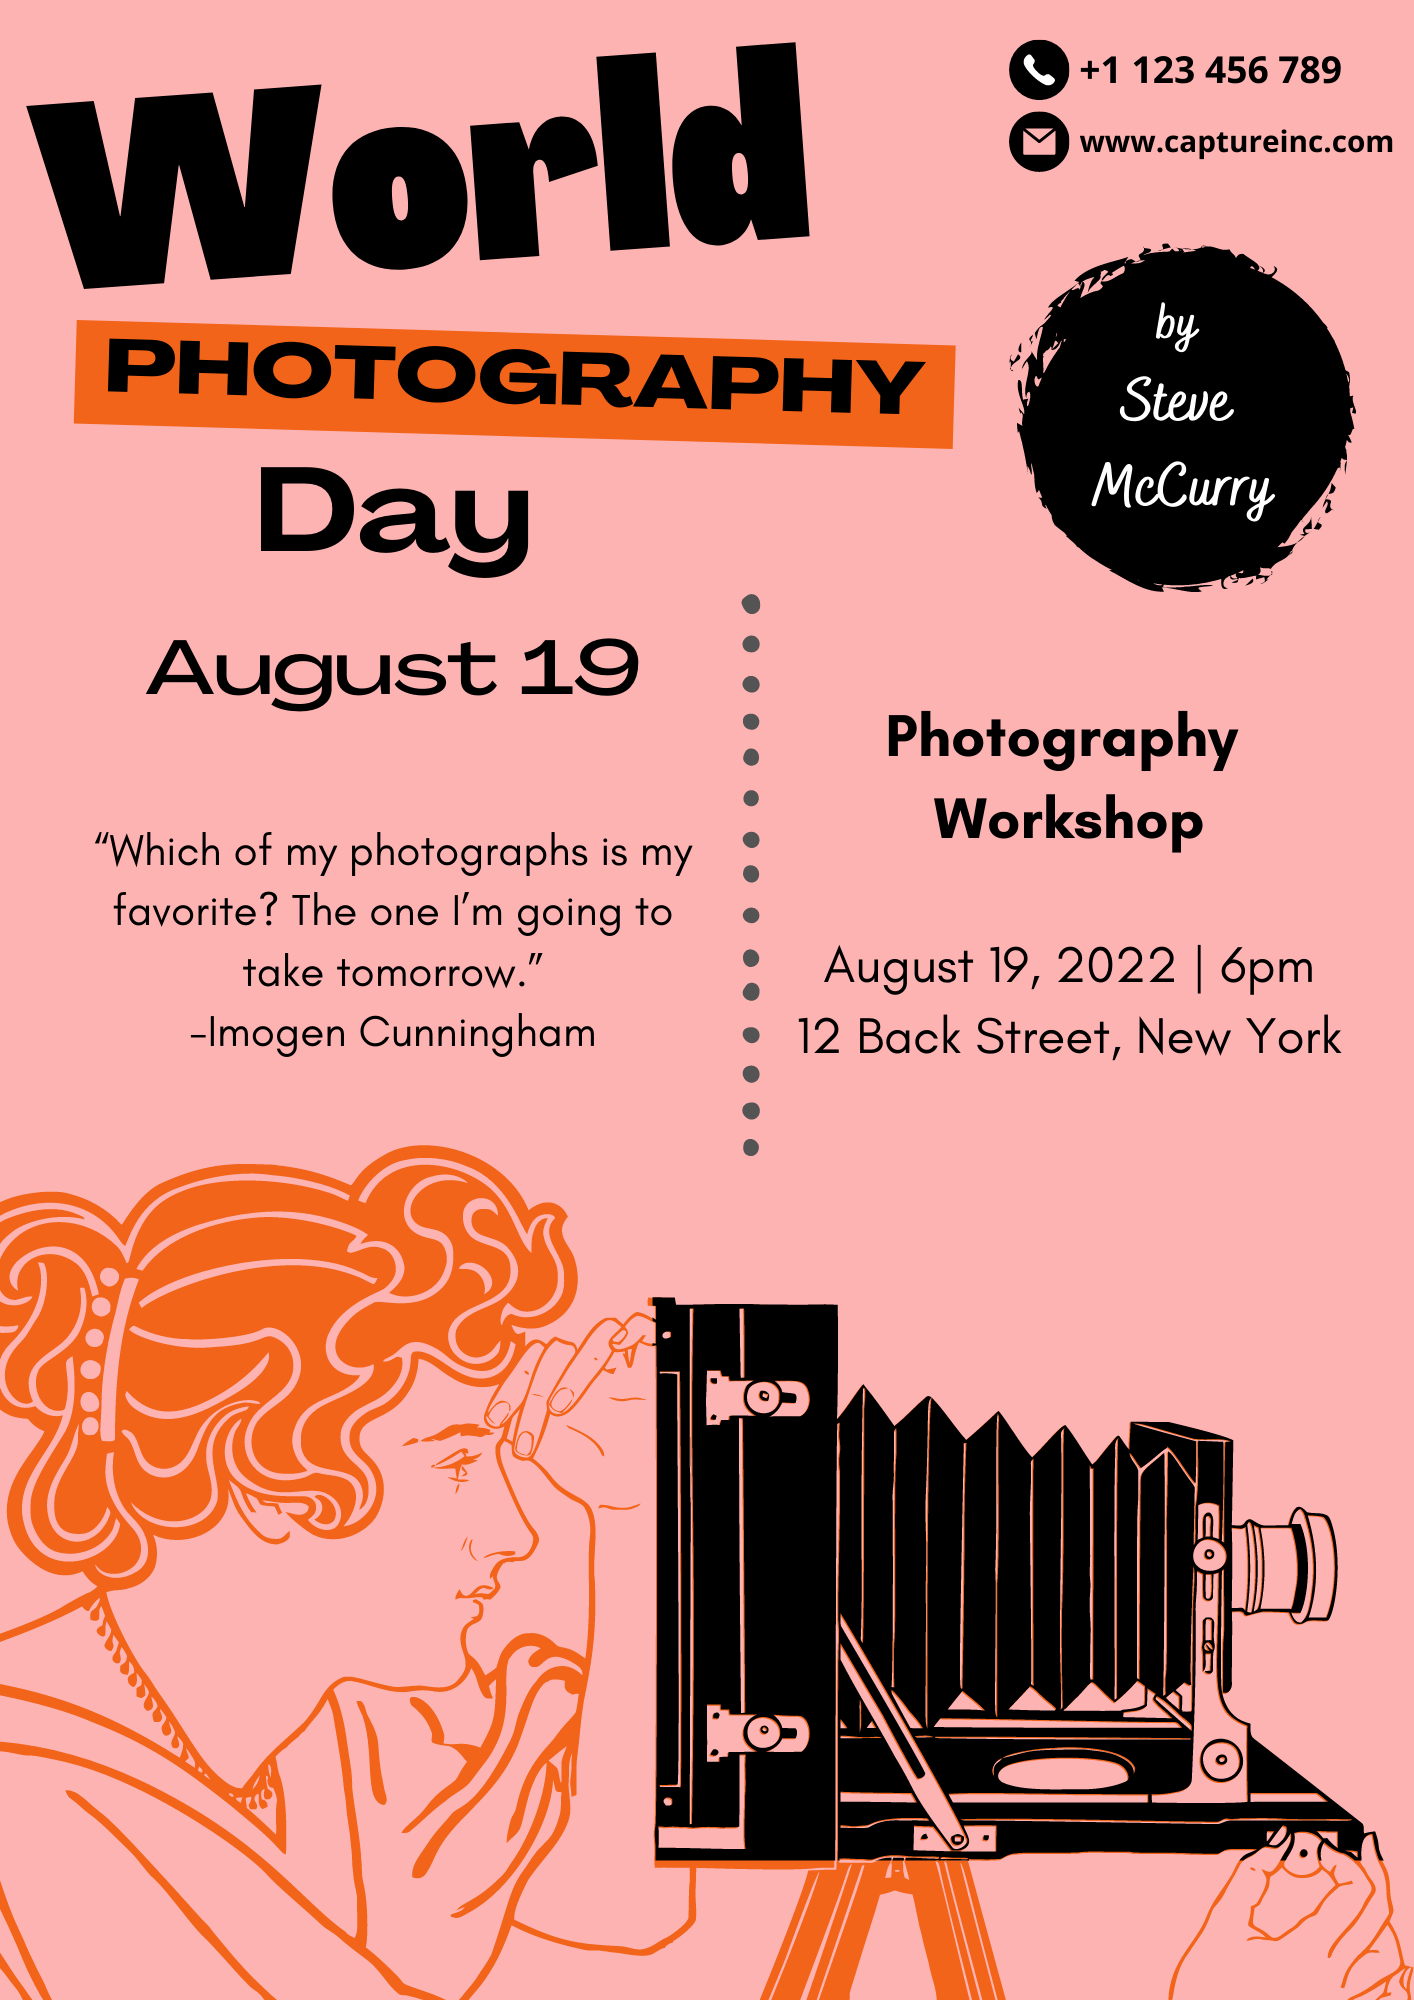 World
PHOTOGRAPHY
Day
August 19
“Which of my photographs is my
favorite? The one I’m going to
take tomorrow.”
-Imogen Cunningham
+1 123 456 789
www.captureinc.com
by
Steve
McCurry
Photography
Workshop
August 19, 2022 | 6pm
12 Back Street, New York